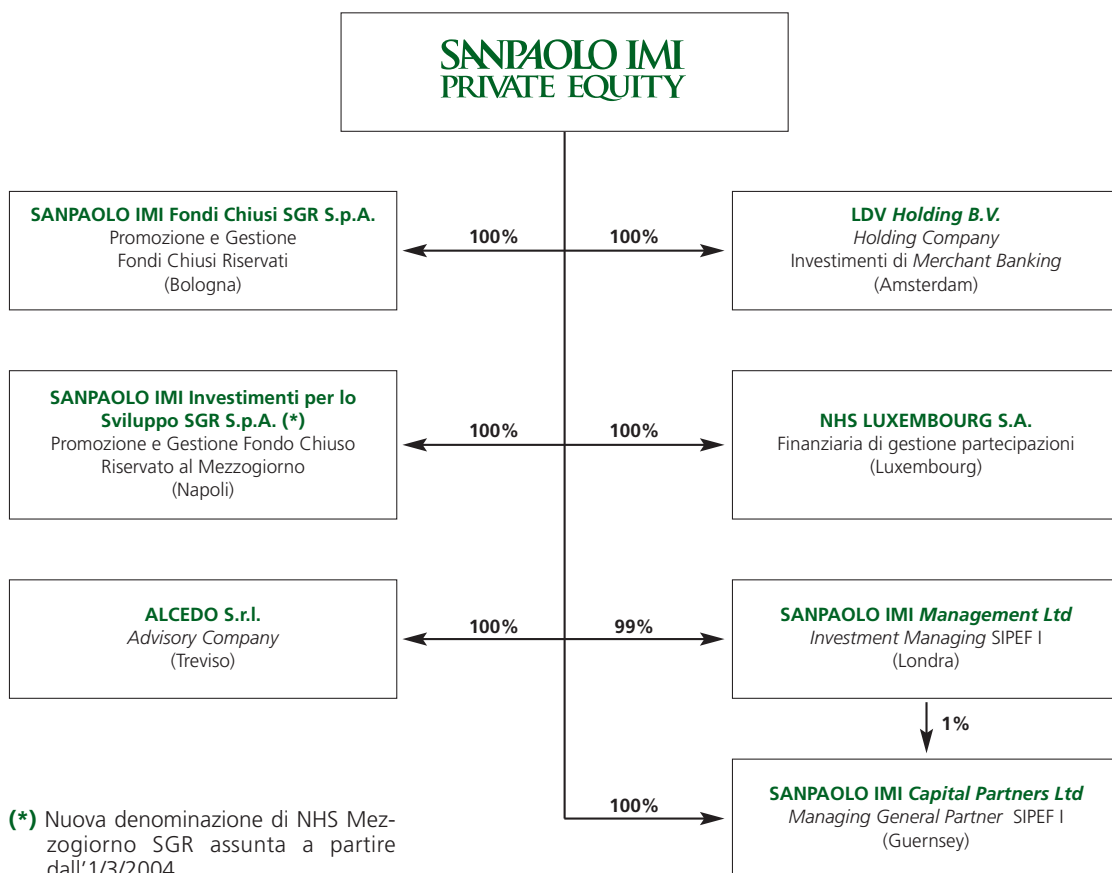 SANPAOLO IMI
PRIVATE EQUITY
SANPAOLO IMI Fondi Chiusi SGR S.p.A.
Promozione e Gestione
Fondi Chiusi Riservati
(Bologna)
100%
100%
LDV Holding B.V.
Holding Company
Investimenti di Merchant Banking
(Amsterdam)
SANPAOLO IMI Investimenti per lo
Sviluppo SGR S.p.A. (*)
Promozione e Gestione Fondo Chiuso
Riservato al Mezzogiorno
(Napoli)
100%
100%
NHS LUXEMBOURG S.A.
Finanziaria di gestione partecipazioni
(Luxembourg)
ALCEDO S.r.l.
Advisory Company
(Treviso)
100%
99%
SANPAOLO IMI Management Ltd
Investment Managing SIPEF I
(Londra)
1%
100%
SANPAOLO IMI Capital Partners Ltd
Managing General Partner SIPEF I
(Guernsey)
(*) Nuova denominazione di NHS Mez-
zogiorno SGR assunta a partire
dall'1/3/2004